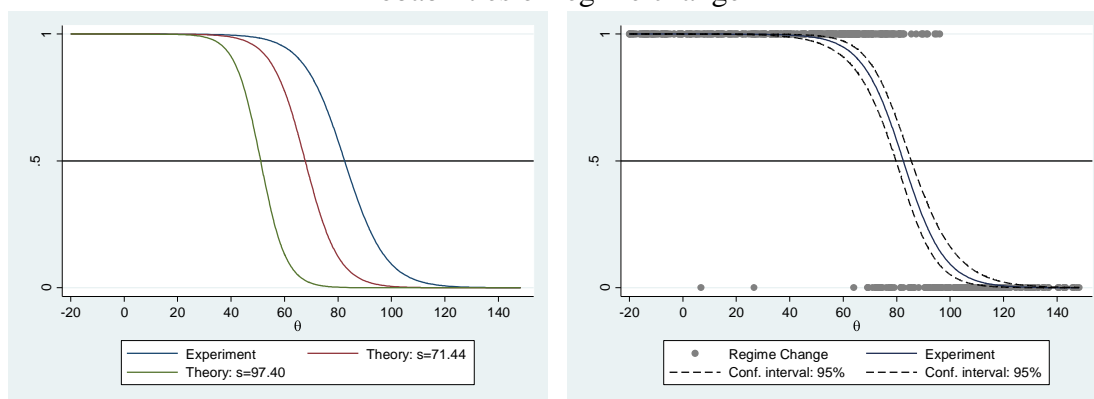 1
.5
0
-20 0 20 40 60 80 100 120 140
θ
Experiment Theory: s=71.44
Theory: s=97.40
1
.5
0
-20 0 20 40 60 80 100 120 140
θ
Regime Change Experiment
Conf. interval: 95% Conf. interval: 95%